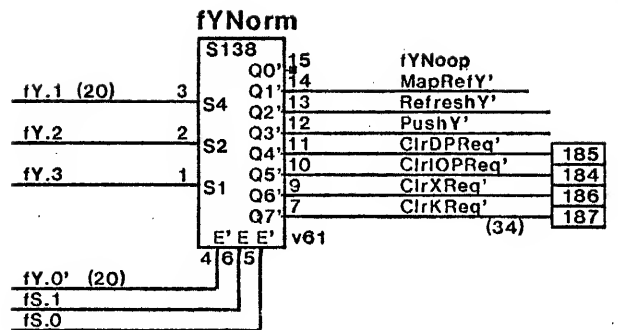 fYNorm
S138
Q0' 15 fYNoop
Q1' 14 MapRefY'
fY.1 (20) 3 S4 Q2' 13 RefreshY'
Q3' 12 PushY'
fY.2 2 S2 Q4' 11 ClrDPReq' 185
Q5' 10 ClrIOPReq' 184
fY.3 1 S1 Q6' 9 ClrXReq' 186
Q7' 7 ClrKReq' 187
(34)
E' E E' v61
4 6 5
fY.0' (20)
fS.1
fS.0